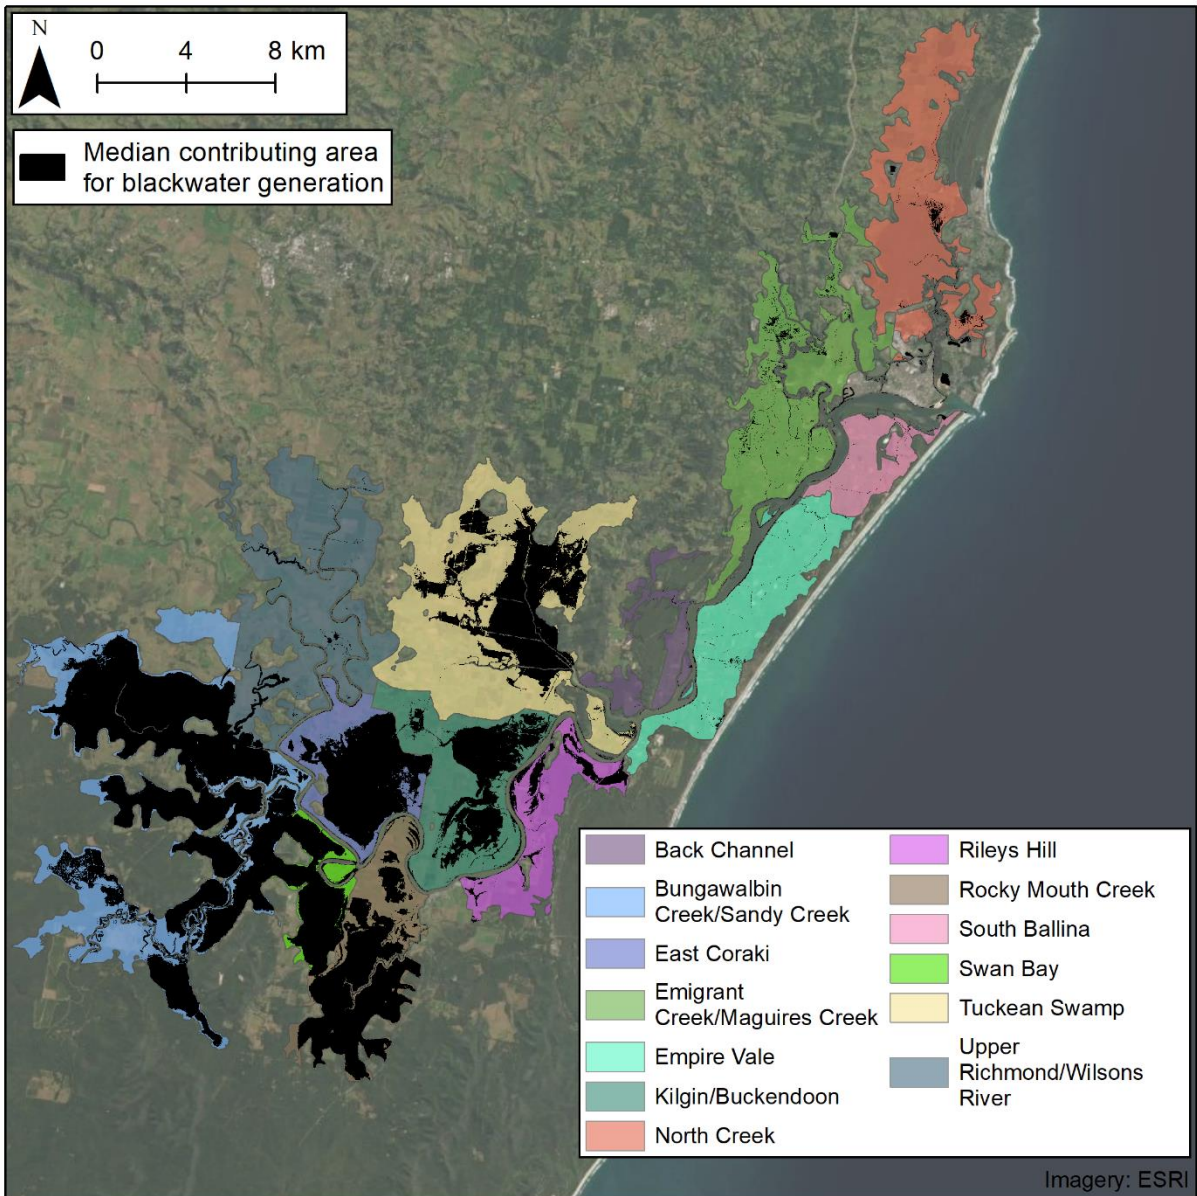 N
0 4 8 km
Median contributing area
for blackwater generation
Back Channel
Bungawalbin
Creek/Sandy Creek
East Coraki
Emigrant
Creek/Maguires Creek
Empire Vale
Kilgin/Buckendoon
North Creek
Rileys Hill
Rocky Mouth Creek
South Ballina
Swan Bay
Tuckean Swamp
Upper
Richmond/Wilsons
River
Imagery: ESRI